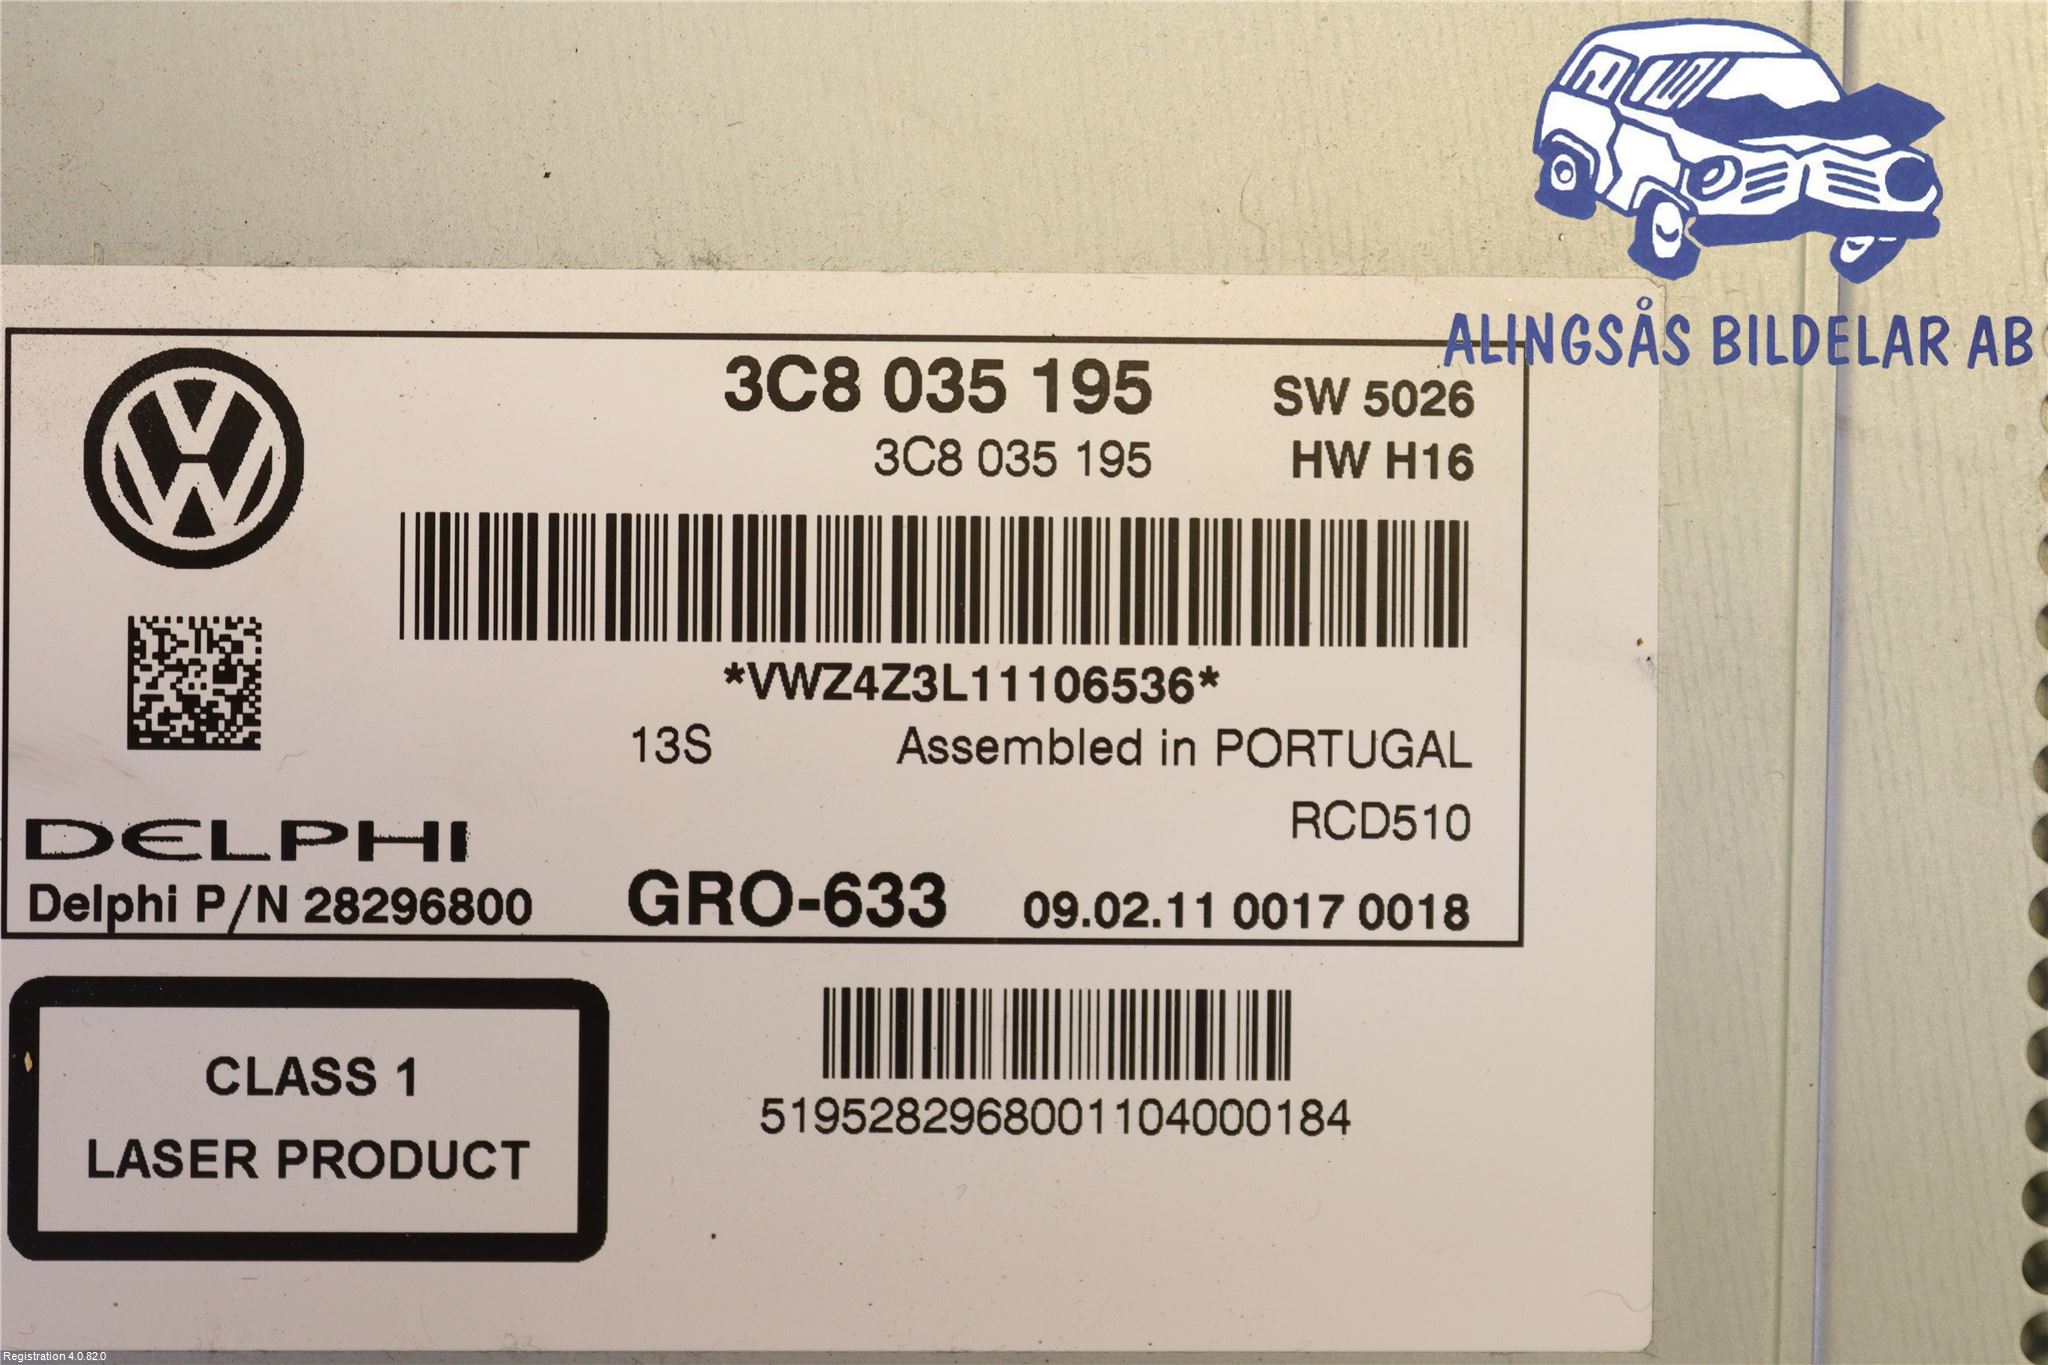 ALINGSÅS BILDELAR AB
3C8 035 195
SW 5026
3C8 035 195
HW H16
*VWZ4Z3L11106536*
13S
Assembled in PORTUGAL
RCD510
DELPHI
Delphi P/N 28296800
GRO-633
09.02.11 0017 0018
CLASS 1
LASER PRODUCT
5195282968001104000184
Registration 4.0.82.0